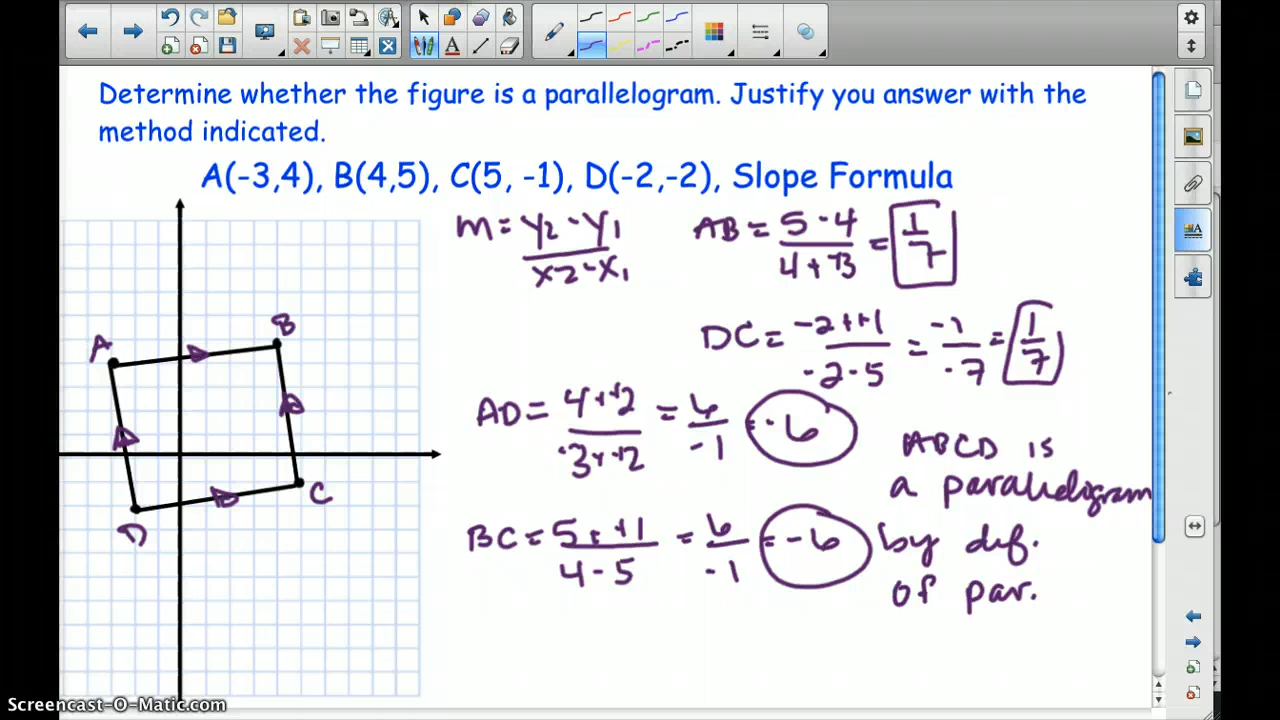 Determine whether the figure is a parallelogram. Justify you answer with the
method indicated.
A(-3,4), B(4,5), C(5, -1), D(-2,-2), Slope Formula
m = y2 - y1 / x2 - x1
AB = 5 - 4 / 4 + +3 = 1/7
DC = -2 + +1 / -2 - 5 = -1/-7 = 1/7
AD = 4 + +2 / -3 + +2 = 6/-1 = -6
BC = 5 + +1 / 4 - 5 = 6/-1 = -6
ABCD is
a parallelogram
by def.
of par.
A
B
C
D
Screencast-O-Matic.com